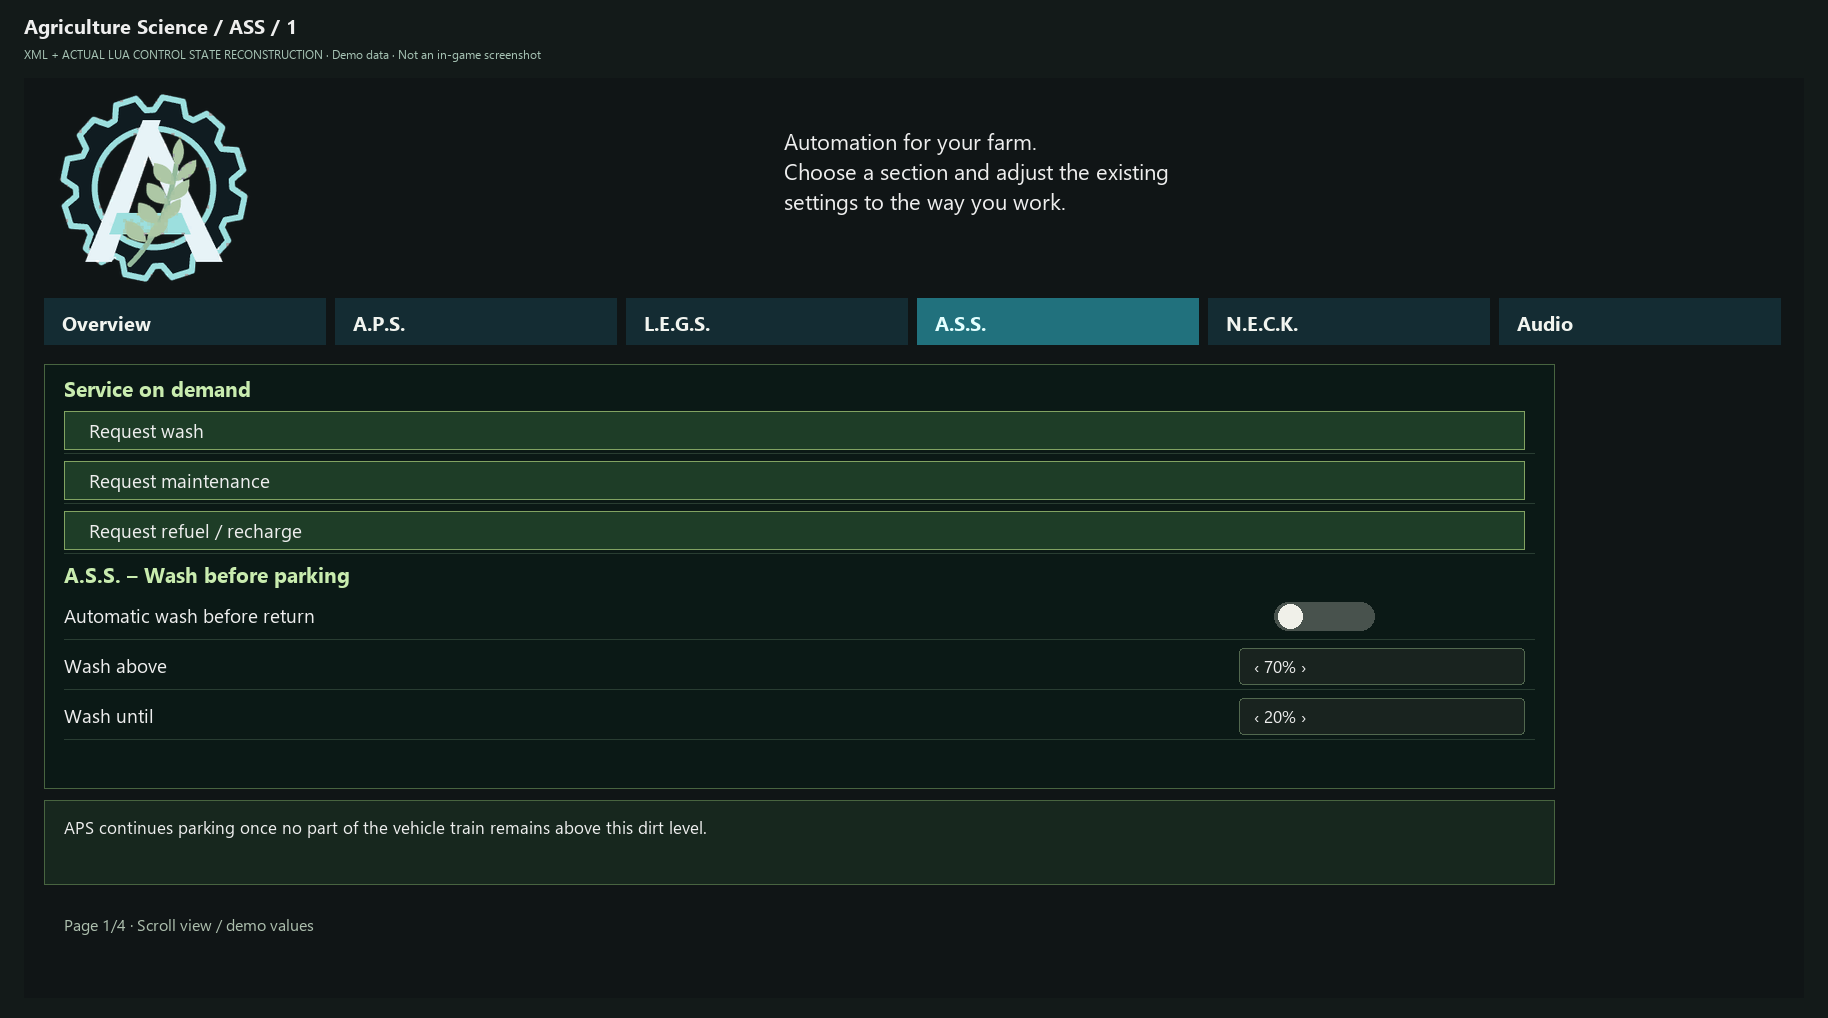 Agriculture Science / ASS / 1
XML + ACTUAL LUA CONTROL STATE RECONSTRUCTION · Demo data · Not an in-game screenshot
Automation for your farm.
Choose a section and adjust the existing
settings to the way you work.
Overview
A.P.S.
L.E.G.S.
A.S.S.
N.E.C.K.
Audio
Service on demand
Request wash
Request maintenance
Request refuel / recharge
A.S.S. – Wash before parking
Automatic wash before return
Wash above
‹ 70% ›
Wash until
‹ 20% ›
APS continues parking once no part of the vehicle train remains above this dirt level.
Page 1/4 · Scroll view / demo values